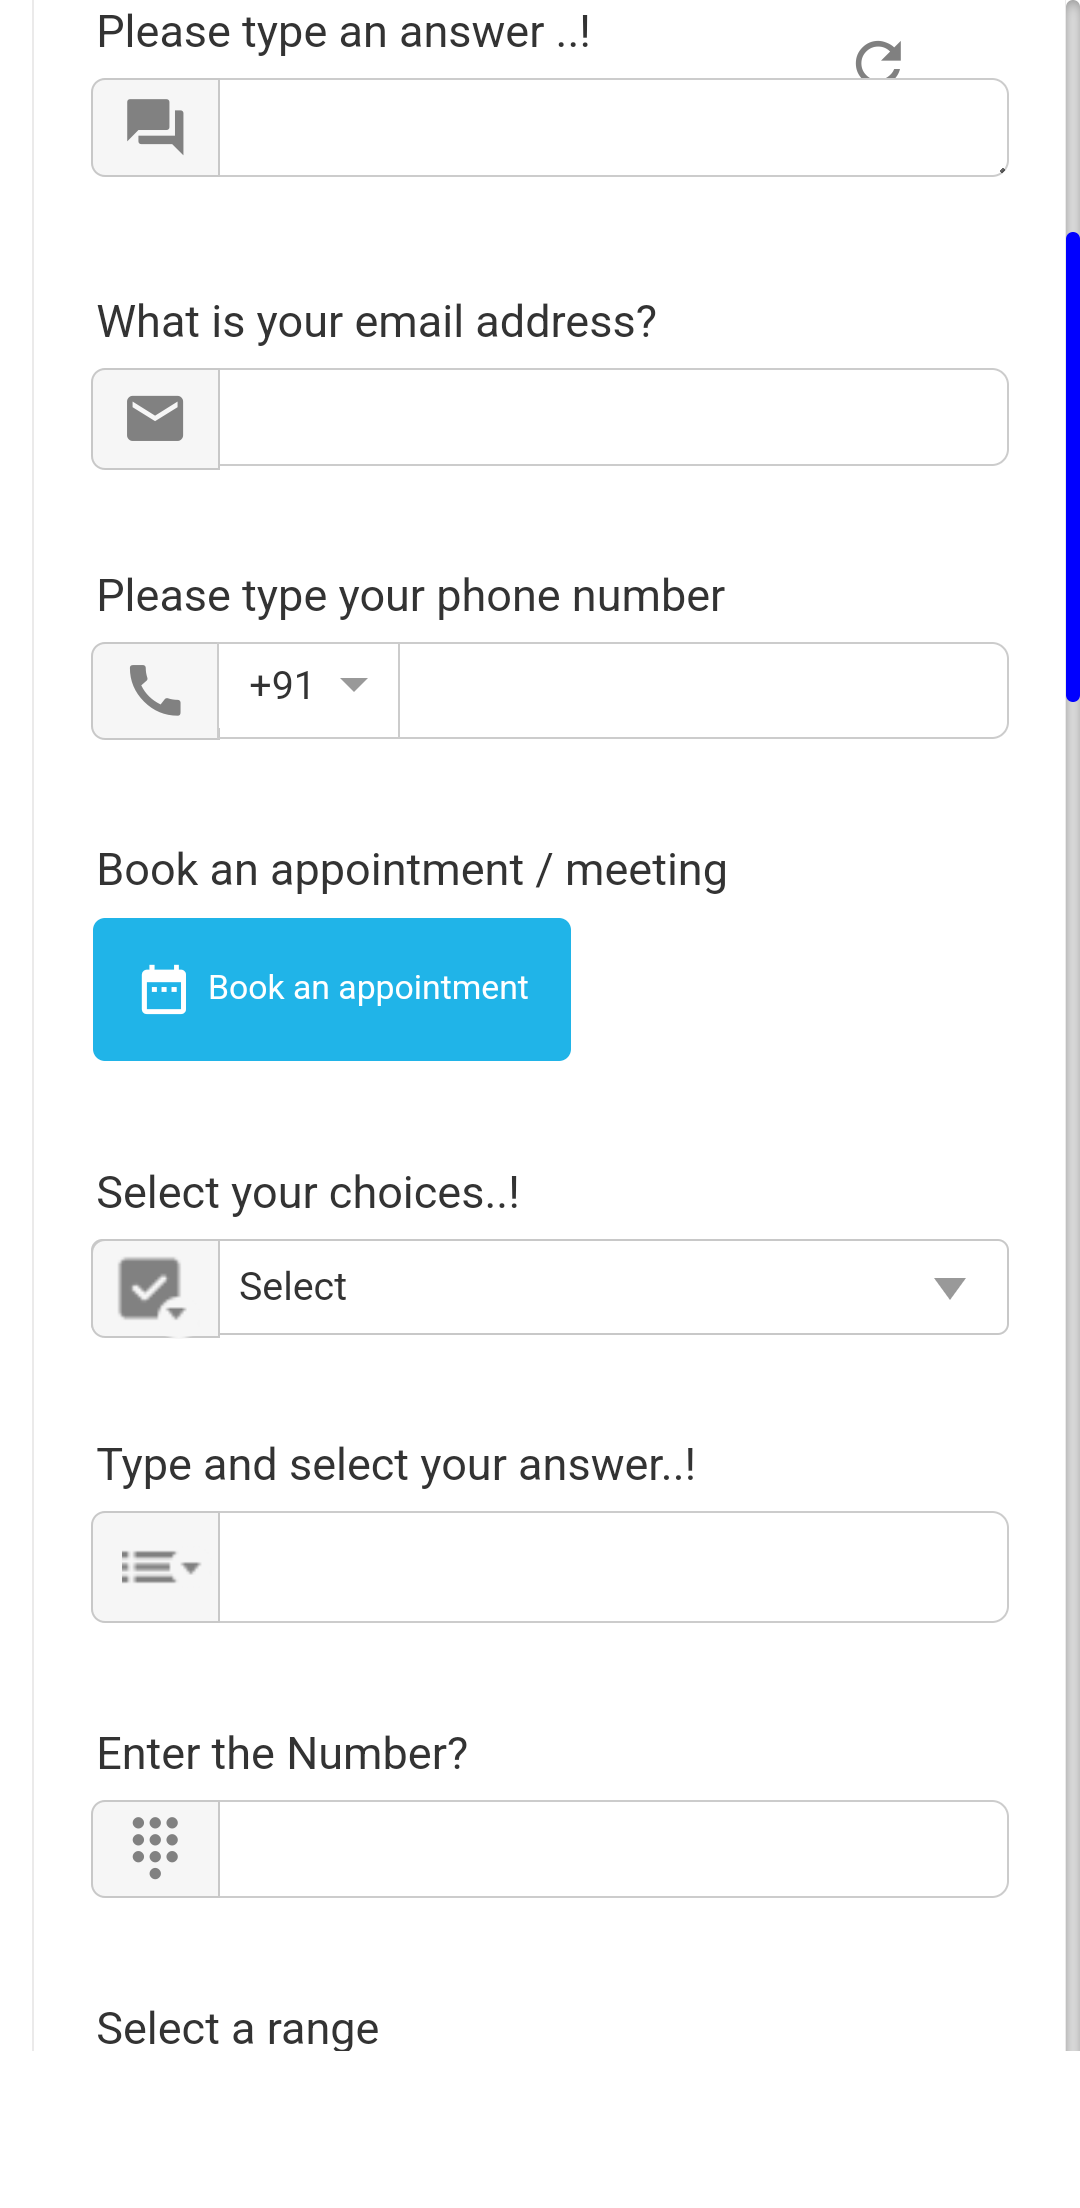 Please type an answer ..!
What is your email address?
Please type your phone number
+91
Book an appointment / meeting
Book an appointment
Select your choices..!
Select
Type and select your answer..!
Enter the Number?
Select a range